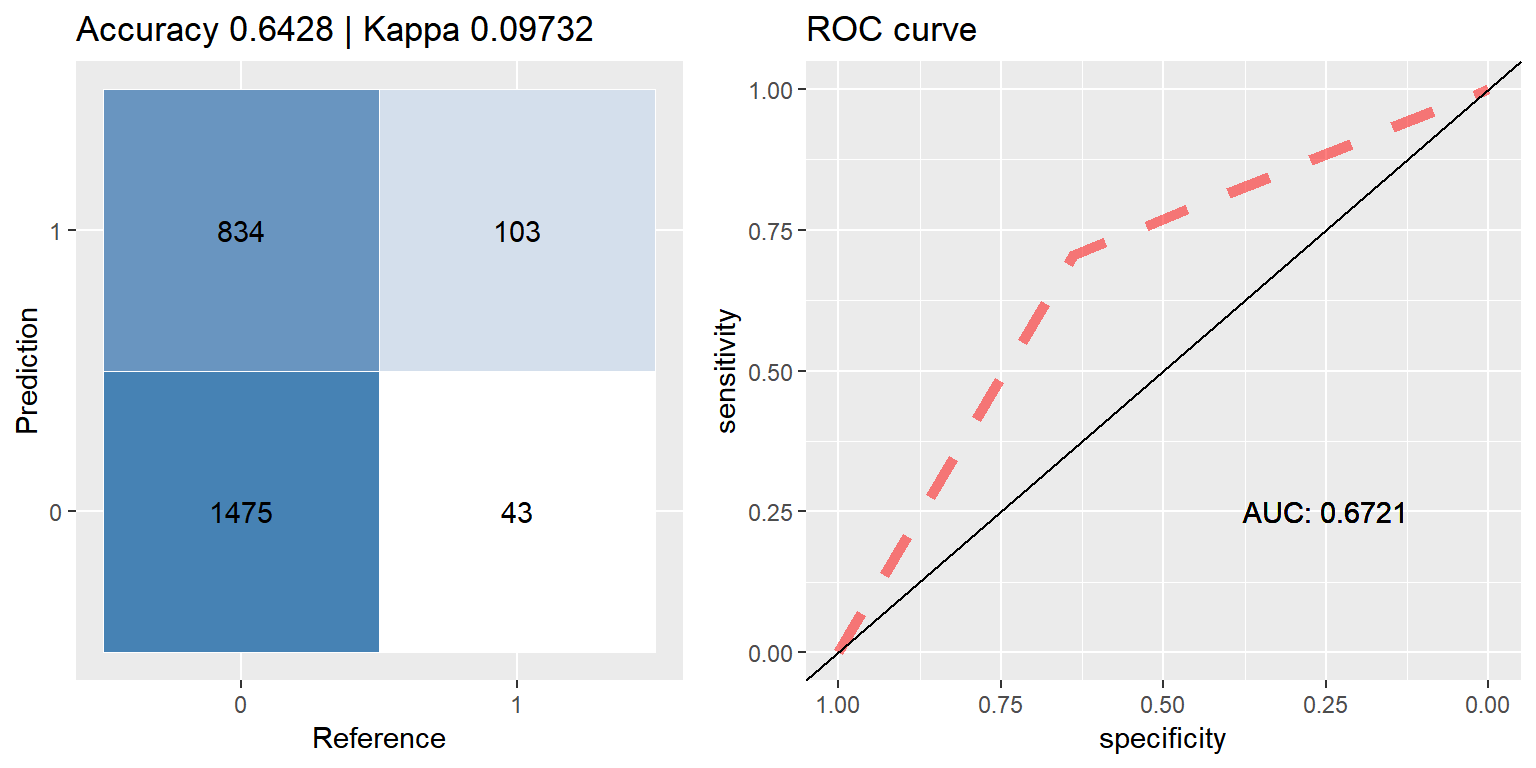 Accuracy 0.6428 | Kappa 0.09732
Prediction
1
0
834
103
1475
43
0
1
Reference
ROC curve
sensitivity
1.00
0.75
0.50
0.25
0.00
AUC: 0.6721
1.00
0.75
0.50
0.25
0.00
specificity